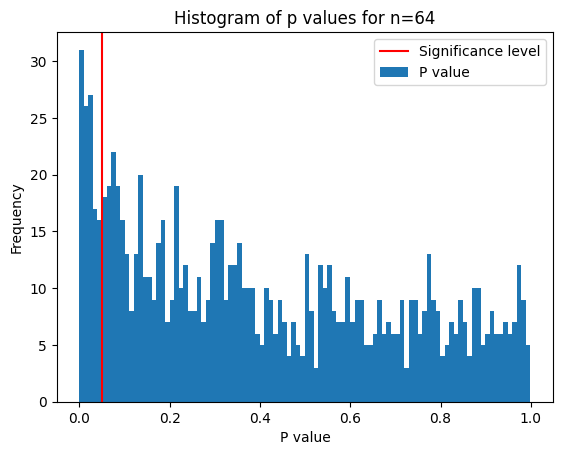 Histogram of p values for n=64
Significance level
P value
Frequency
30
25
20
15
10
5
0
0.0 0.2 0.4 0.6 0.8 1.0
P value